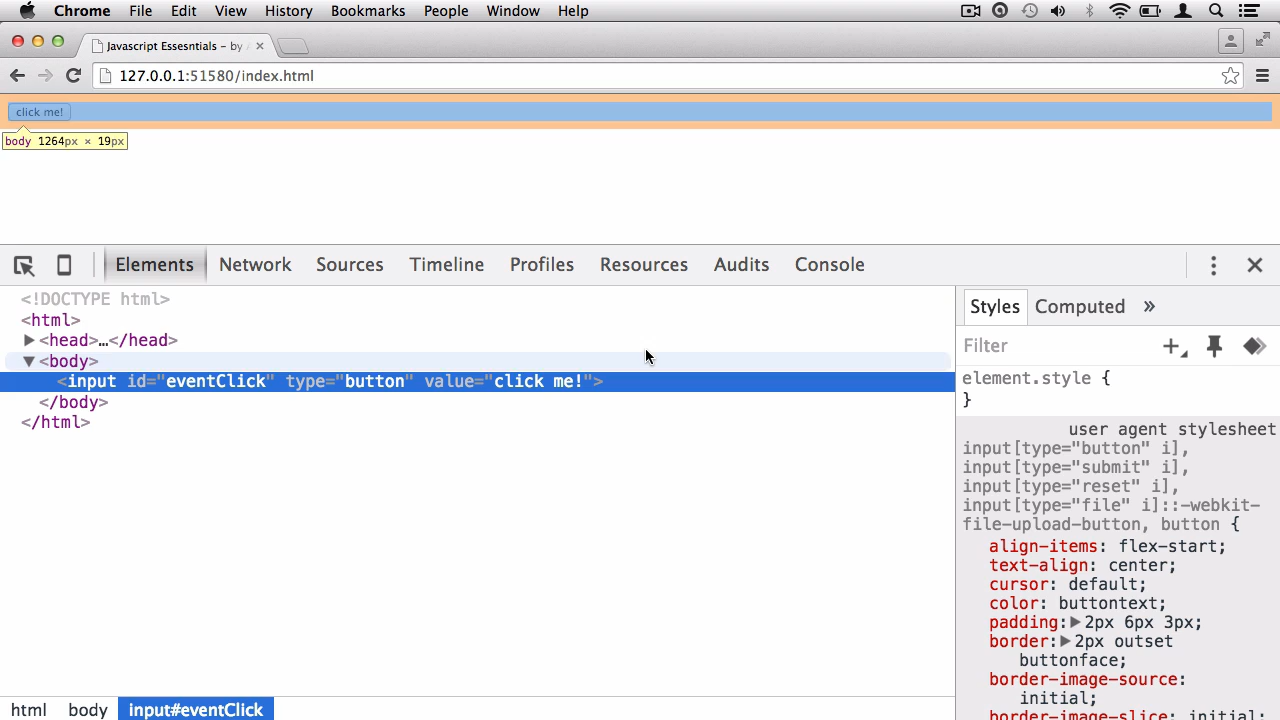 Chrome File Edit View History Bookmarks People Window Help
Javascript Essesntials – by
127.0.0.1:51580/index.html
click me!
body 1264px × 19px
Elements Network Sources Timeline Profiles Resources Audits Console
<!DOCTYPE html>
<html>
<head>…</head>
<body>
<input id="eventClick" type="button" value="click me!">
</body>
</html>
html body input#eventClick
Styles Computed »
Filter
element.style {
}
user agent stylesheet
input[type="button" i],
input[type="submit" i],
input[type="reset" i],
input[type="file" i]::-webkit-
file-upload-button, button {
align-items: flex-start;
text-align: center;
cursor: default;
color: buttontext;
padding: 2px 6px 3px;
border: 2px outset
buttonface;
border-image-source:
initial;
border-image-slice: initial;